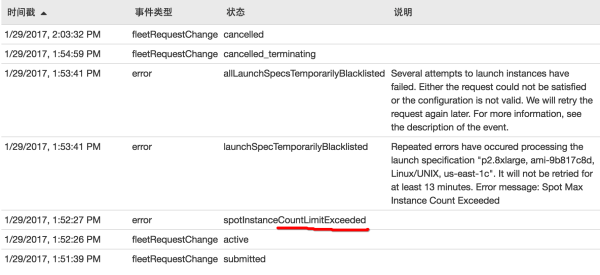 时间戳 事件类型 状态 说明
1/29/2017, 2:03:32 PM fleetRequestChange cancelled
1/29/2017, 1:54:59 PM fleetRequestChange cancelled_terminating
1/29/2017, 1:53:41 PM error allLaunchSpecsTemporarilyBlacklisted Several attempts to launch instances have
failed. Either the request could not be satisfied
or the configuration is not valid. We will retry the
request again later. For more information, see
the description of the event.
1/29/2017, 1:53:41 PM error launchSpecTemporarilyBlacklisted Repeated errors have occured processing the
launch specification "p2.8xlarge, ami-9b817c8d,
Linux/UNIX, us-east-1c". It will not be retried for
at least 13 minutes. Error message: Spot Max
Instance Count Exceeded
1/29/2017, 1:52:27 PM error spotInstanceCountLimitExceeded
1/29/2017, 1:52:26 PM fleetRequestChange active
1/29/2017, 1:51:39 PM fleetRequestChange submitted